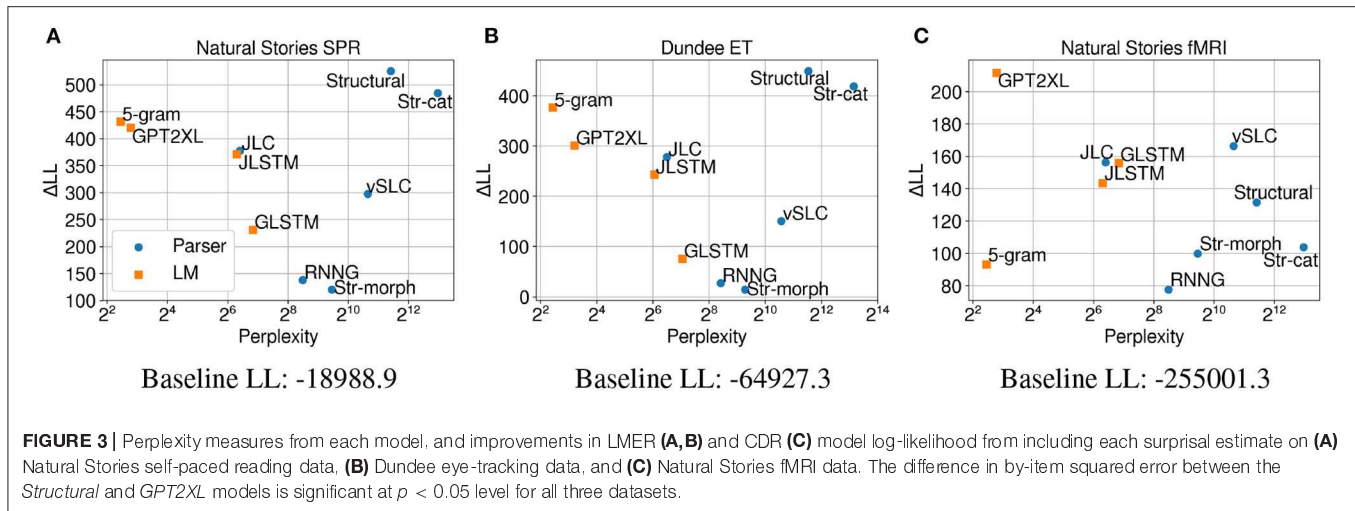 A
Natural Stories SPR
ΔLL
500
450
400
350
300
250
200
150
100
Structural
Str-cat
5-gram
GPT2XL
JLC
JLSTM
vSLC
GLSTM
RNNG
Str-morph
Parser
LM
2^2 2^4 2^6 2^8 2^10 2^12
Perplexity
Baseline LL: -18988.9
B
Dundee ET
ΔLL
400
300
200
100
0
Structural
Str-cat
5-gram
GPT2XL
JLC
JLSTM
vSLC
GLSTM
RNNG
Str-morph
2^2 2^4 2^6 2^8 2^10 2^12 2^14
Perplexity
Baseline LL: -64927.3
C
Natural Stories fMRI
ΔLL
200
180
160
140
120
100
80
GPT2XL
vSLC
JLC
GLSTM
JLSTM
Structural
Str-morph
Str-cat
5-gram
RNNG
2^2 2^4 2^6 2^8 2^10 2^12
Perplexity
Baseline LL: -255001.3
FIGURE 3 | Perplexity measures from each model, and improvements in LMER (A,B) and CDR (C) model log-likelihood from including each surprisal estimate on (A)
Natural Stories self-paced reading data, (B) Dundee eye-tracking data, and (C) Natural Stories fMRI data. The difference in by-item squared error between the
Structural and GPT2XL models is significant at p < 0.05 level for all three datasets.